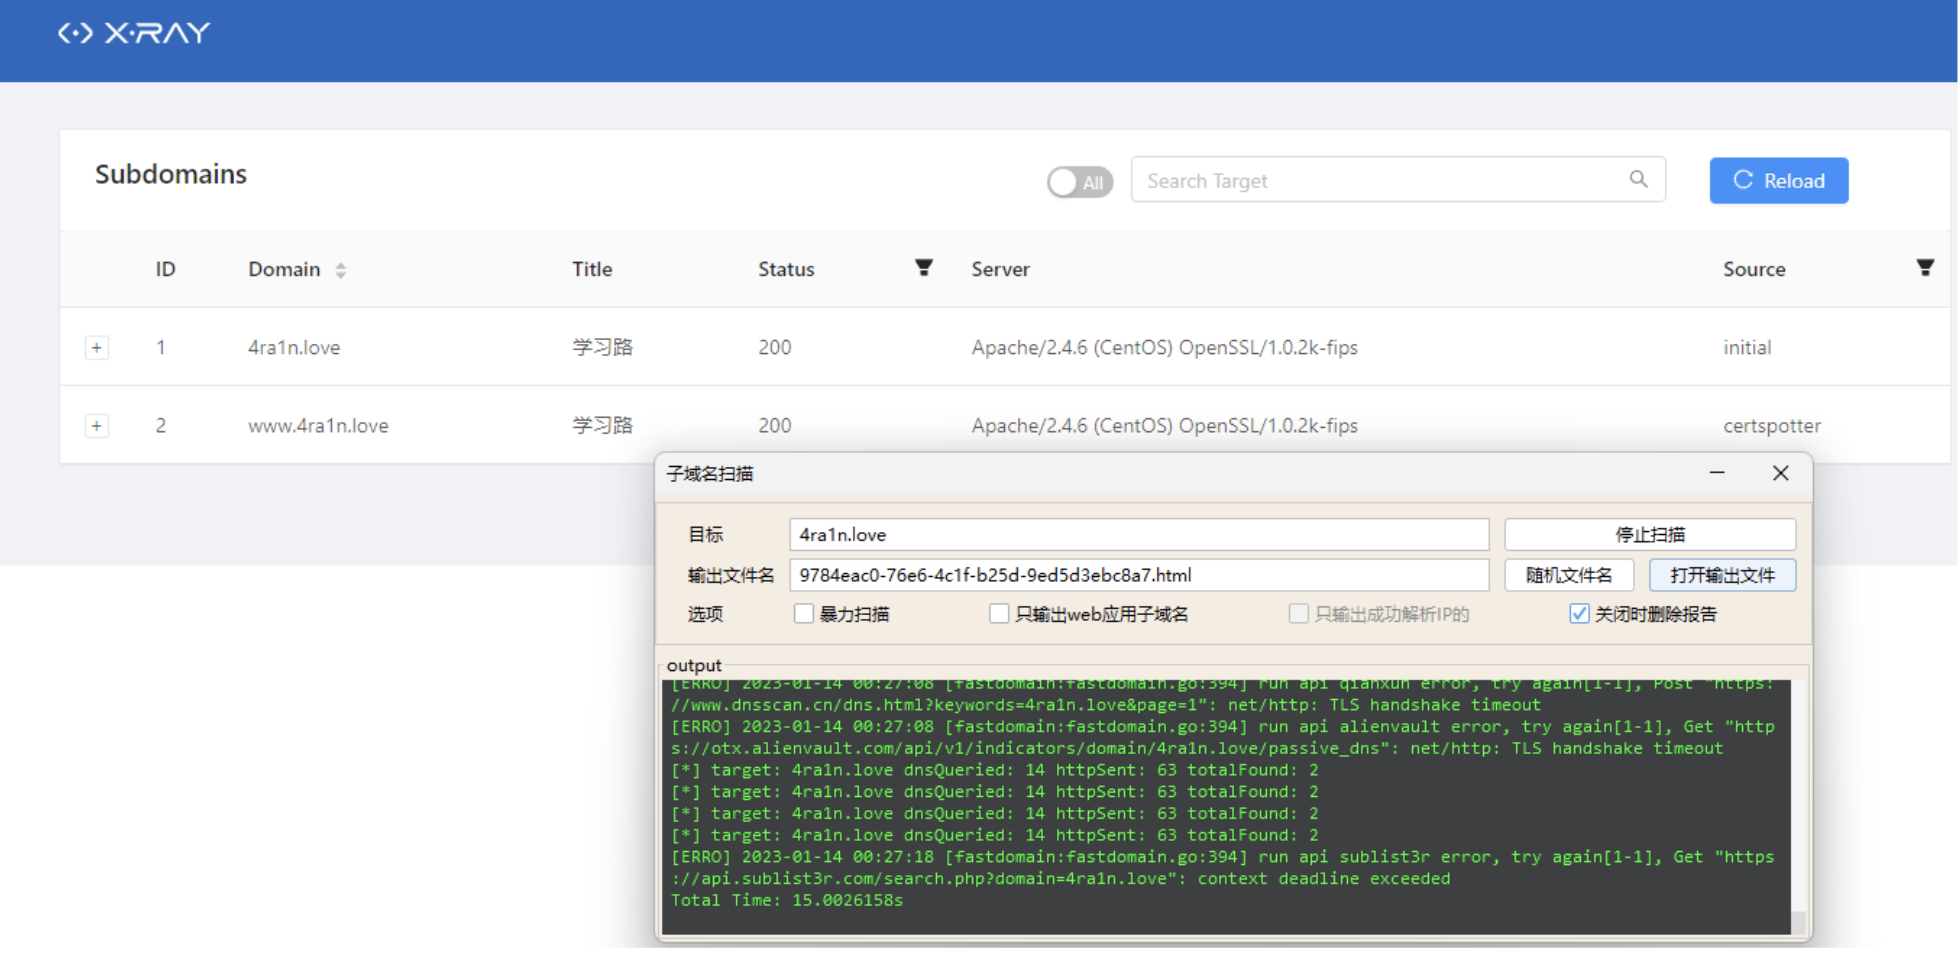 X·RAY
Subdomains
All
Search Target
Reload
ID Domain Title Status Server Source
1 4ra1n.love 学习路 200 Apache/2.4.6 (CentOS) OpenSSL/1.0.2k-fips initial
2 www.4ra1n.love 学习路 200 Apache/2.4.6 (CentOS) OpenSSL/1.0.2k-fips certspotter
子域名扫描
目标 4ra1n.love 停止扫描
输出文件名 9784eac0-76e6-4c1f-b25d-9ed5d3ebc8a7.html 随机文件名 打开输出文件
选项 暴力扫描 只输出web应用子域名 只输出成功解析IP的 关闭时删除报告
output
[ERRO] 2023-01-14 00:27:08 [fastdomain:fastdomain.go:394] run api qianxun error, try again[1-1], Post "https:
//www.dnsscan.cn/dns.html?keywords=4ra1n.love&page=1": net/http: TLS handshake timeout
[ERRO] 2023-01-14 00:27:08 [fastdomain:fastdomain.go:394] run api alienvault error, try again[1-1], Get "http
s://otx.alienvault.com/api/v1/indicators/domain/4ra1n.love/passive_dns": net/http: TLS handshake timeout
[*] target: 4ra1n.love dnsQueried: 14 httpSent: 63 totalFound: 2
[*] target: 4ra1n.love dnsQueried: 14 httpSent: 63 totalFound: 2
[*] target: 4ra1n.love dnsQueried: 14 httpSent: 63 totalFound: 2
[*] target: 4ra1n.love dnsQueried: 14 httpSent: 63 totalFound: 2
[ERRO] 2023-01-14 00:27:18 [fastdomain:fastdomain.go:394] run api sublist3r error, try again[1-1], Get "https
://api.sublist3r.com/search.php?domain=4ra1n.love": context deadline exceeded
Total Time: 15.0026158s